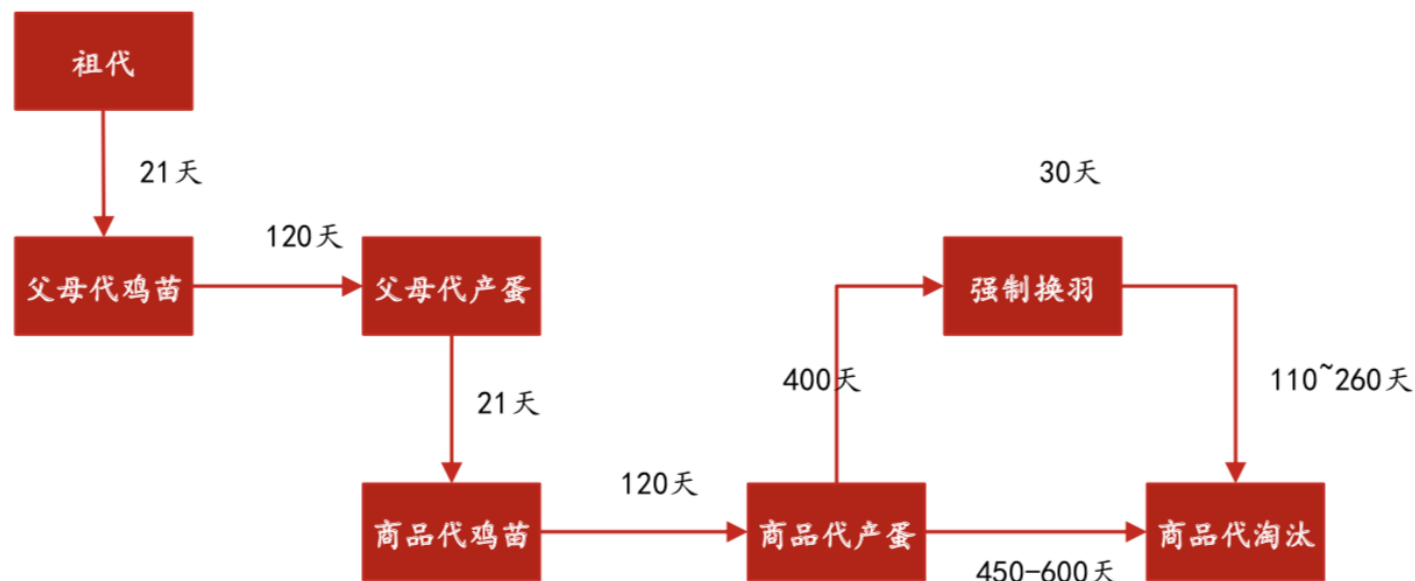 祖代
21天
30天
120天
父母代鸡苗
父母代产蛋
强制换羽
400天
110~260天
21天
120天
商品代鸡苗
商品代产蛋
商品代淘汰
450-600天